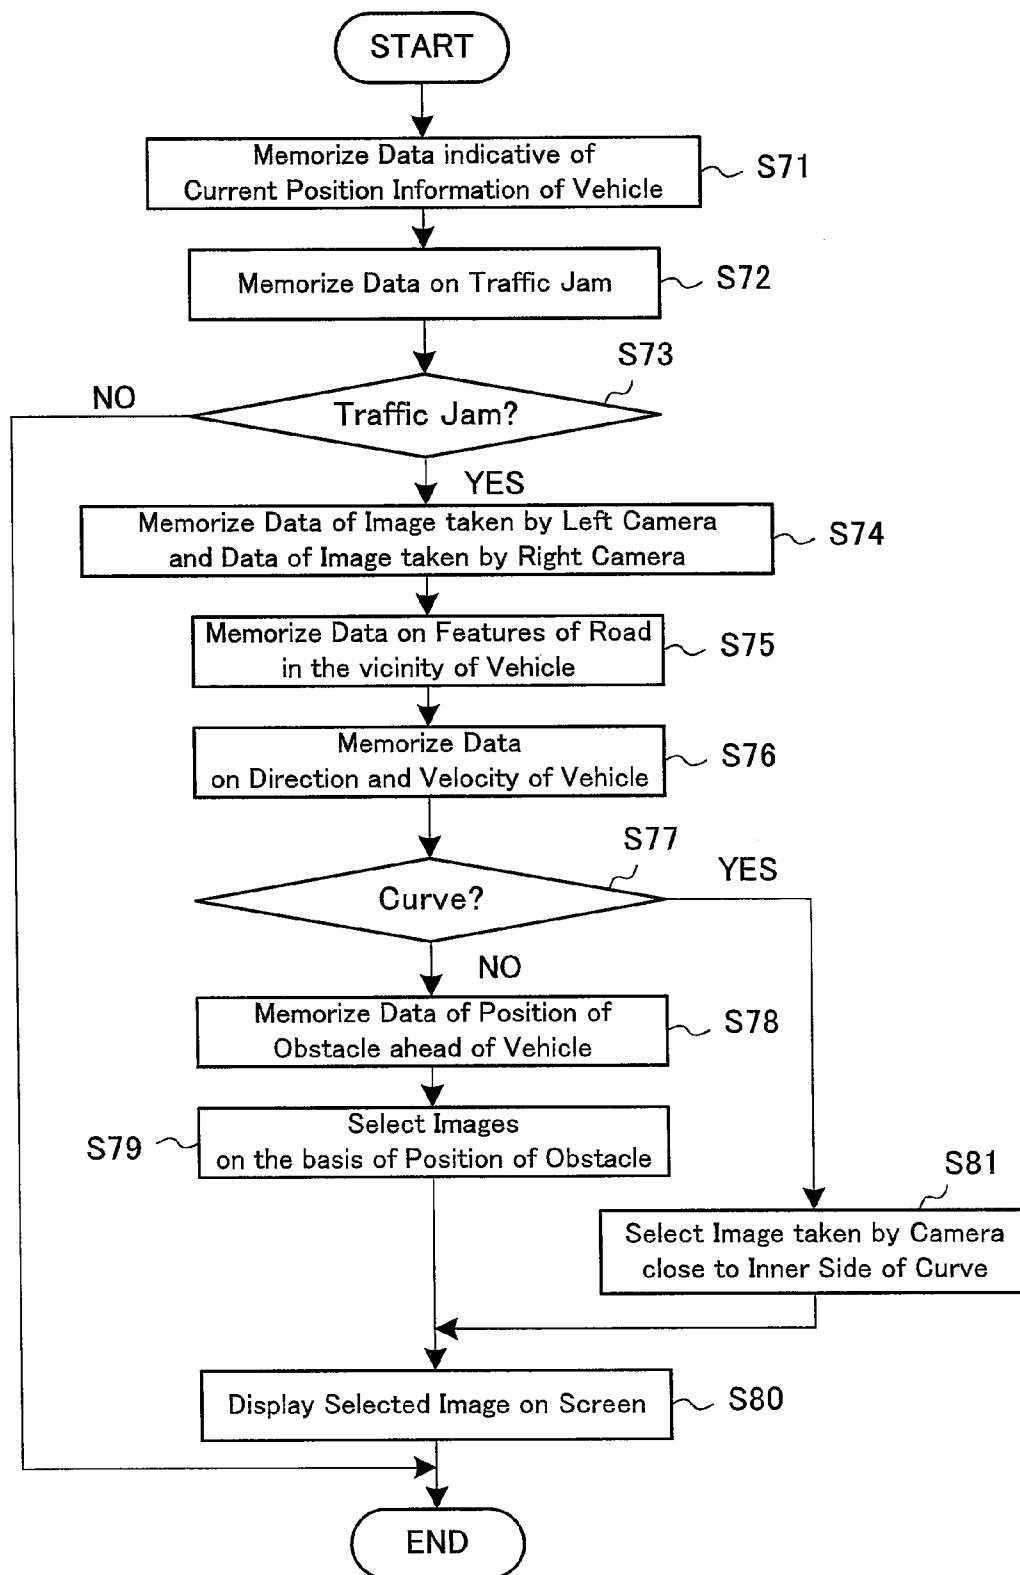 START
Memorize Data indicative of
Current Position Information of Vehicle
S71
Memorize Data on Traffic Jam
S72
S73
NO
Traffic Jam?
YES
Memorize Data of Image taken by Left Camera
and Data of Image taken by Right Camera
S74
Memorize Data on Features of Road
in the vicinity of Vehicle
S75
Memorize Data
on Direction and Velocity of Vehicle
S76
S77
YES
Curve?
NO
Memorize Data of Position of
Obstacle ahead of Vehicle
S78
S79
Select Images
on the basis of Position of Obstacle
S81
Select Image taken by Camera
close to Inner Side of Curve
Display Selected Image on Screen
S80
END